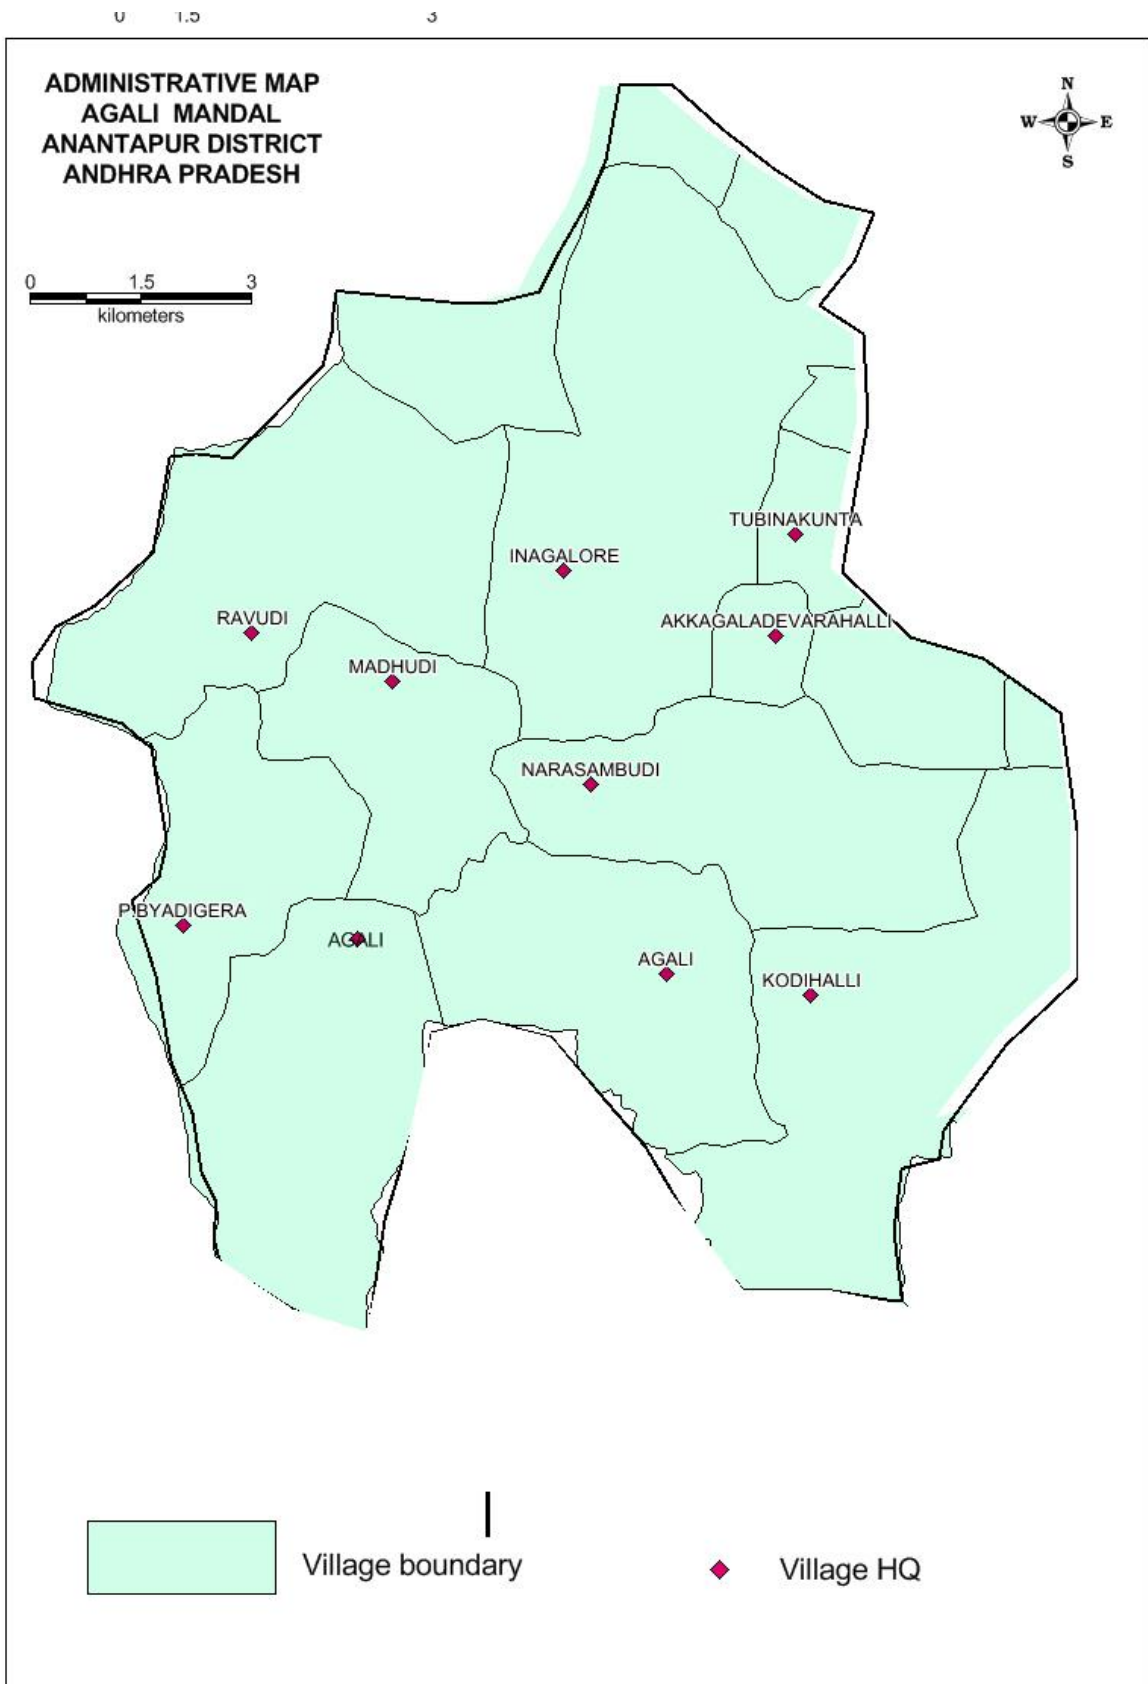 0 1.5 3
ADMINISTRATIVE MAP
AGALI MANDAL
ANANTAPUR DISTRICT
ANDHRA PRADESH
N
W E
S
0 1.5 3
kilometers
TUBINAKUNTA
INAGALORE
RAVUDI
AKKAGALADEVARAHALLI
MADHUDI
NARASAMBUDI
P.BYADIGERA
AGALI
AGALI
KODIHALLI
Village boundary
Village HQ